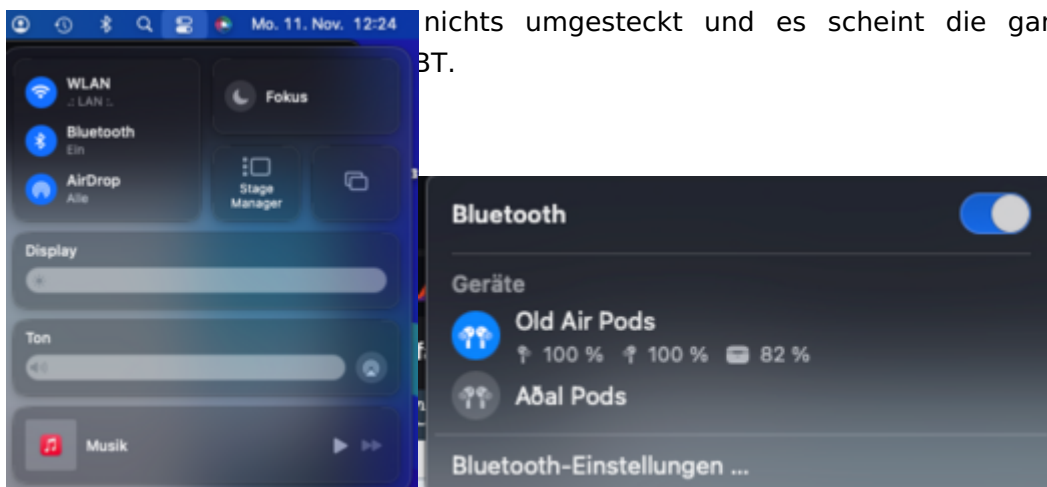 Mo. 11. Nov. 12:24
nichts umgesteckt und es scheint die
BT.
WLAN
.: LAN :.
Bluetooth
Ein
AirDrop
Alle
Fokus
Stage
Manager
Display
Ton
Musik
Bluetooth
Geräte
Old Air Pods
100 % 100 % 82 %
Aðal Pods
Bluetooth-Einstellungen ...